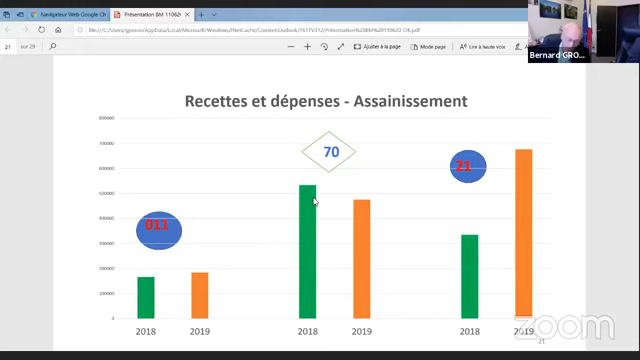 Navigateur Web Google Ch
Présentation BM 11062
21
sur 29
Ajuster à la page
Mode page
Lire à haute voix
Bernard GRO...
Recettes et dépenses - Assainissement
800000
700000
600000
500000
400000
300000
200000
100000
0
011
70
21
2018
2019
2018
2019
2018
2019
zoom
21